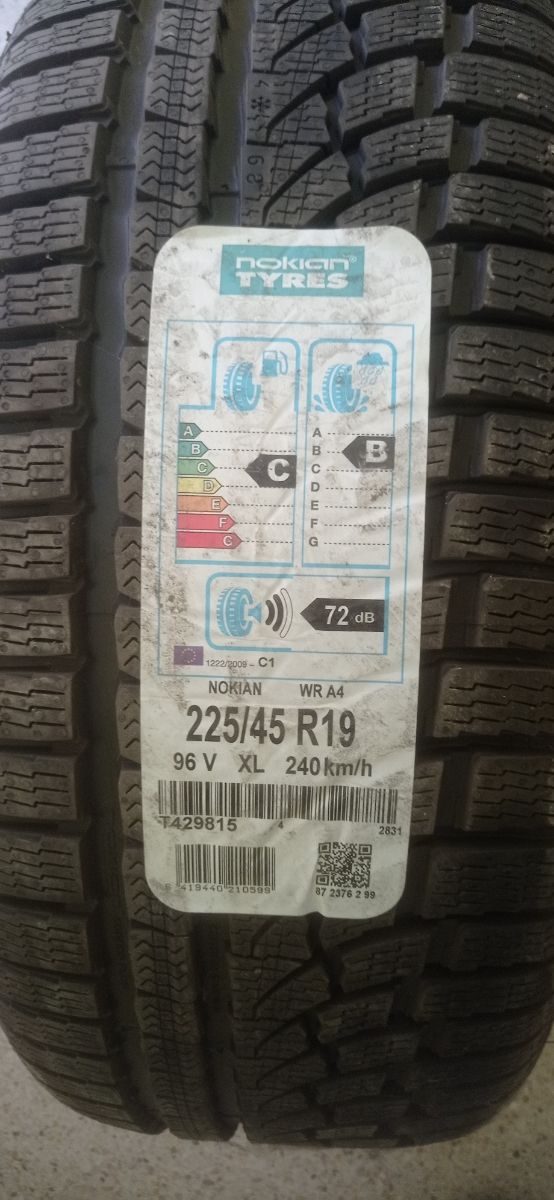 nokian®
TYRES
A
B
C
D
E
F
C
C
A
B
C
D
E
F
G
B
72 dB
1222/2009 – C1
NOKIAN WR A4
225/45 R19
96 V XL 240km/h
T429815 4 2831
419440 210599
87 2376 2 99